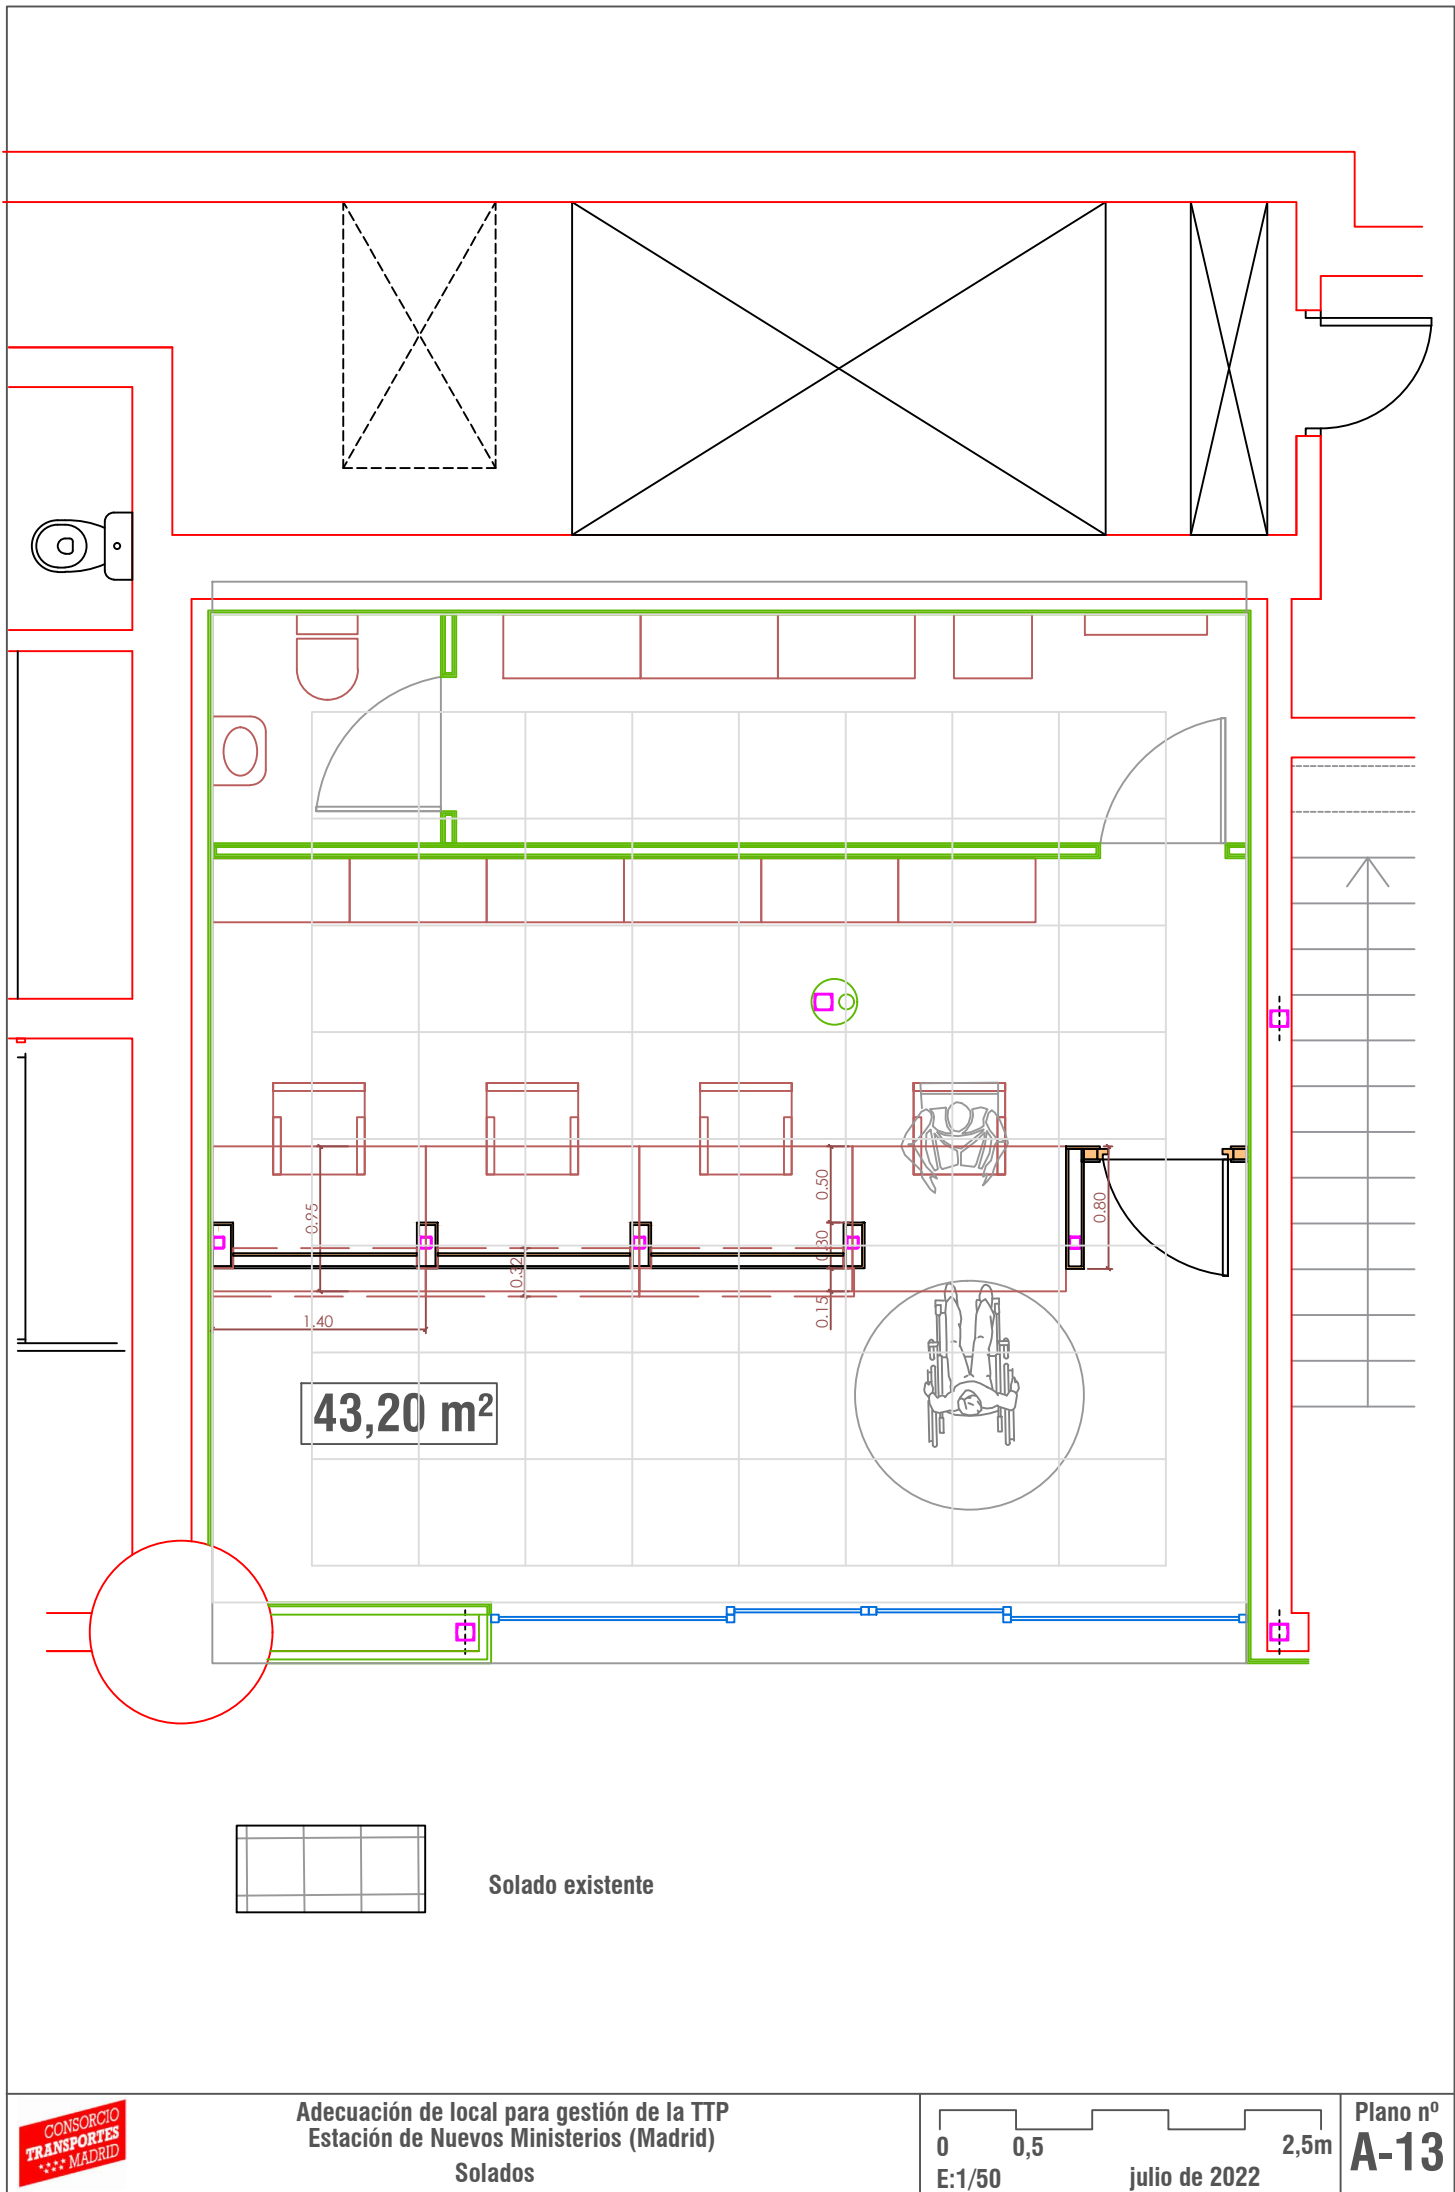 0.95
0.50
0.80
0.30
0.32
0.15
1.40
43,20 m²
Solado existente
CONSORCIO
TRANSPORTES
MADRID
Adecuación de local para gestión de la TTP
Estación de Nuevos Ministerios (Madrid)
Solados
0 0,5 2,5m
E:1/50 julio de 2022
Plano nº
A-13